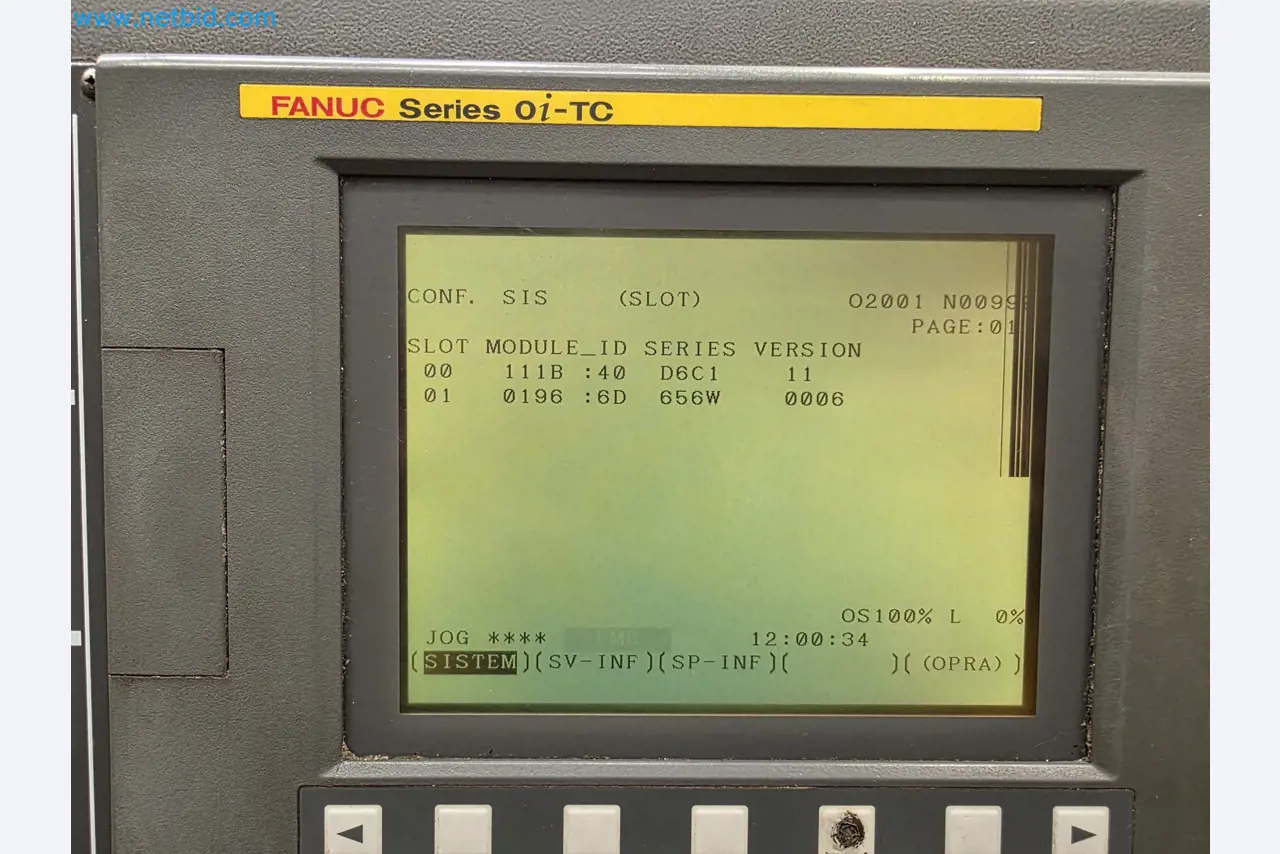 www.netbid.com
FANUC Series 0i-TC
CONF. SIS (SLOT) O2001 N0099
PAGE:01
SLOT MODULE_ID SERIES VERSION
00 111B :40 D6C1 11
01 0196 :6D 656W 0006
OS100% L 0%
JOG **** EMG 12:00:34
(SISTEM)(SV-INF)(SP-INF)( )( (OPRA) )